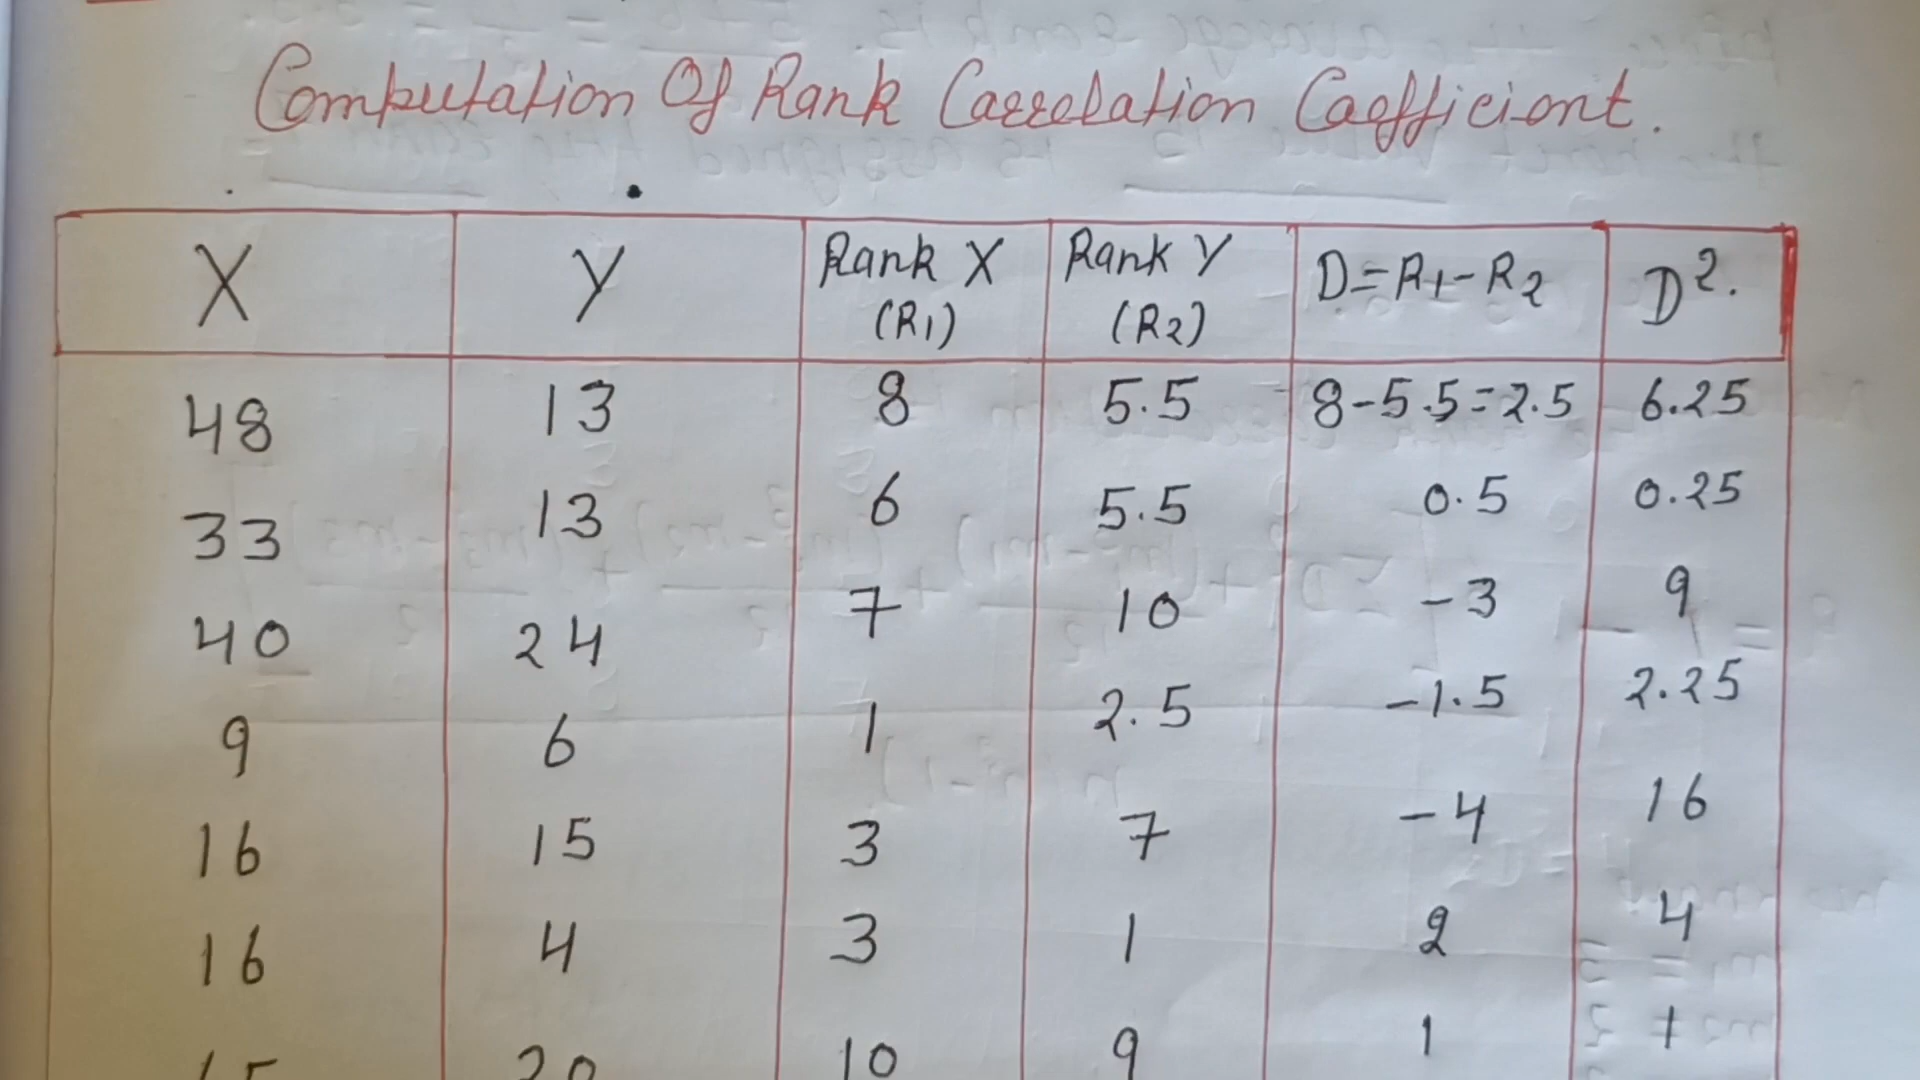 Computation Of Rank Correlation Coefficient.
X Y Rank X (R1) Rank Y (R2) D=R1-R2 D².
48 13 8 5.5 8-5.5=2.5 6.25
33 13 6 5.5 0.5 0.25
40 24 7 10 -3 9
9 6 1 2.5 -1.5 2.25
16 15 3 7 -4 16
16 4 3 1 2 4
20 10 9 1 1